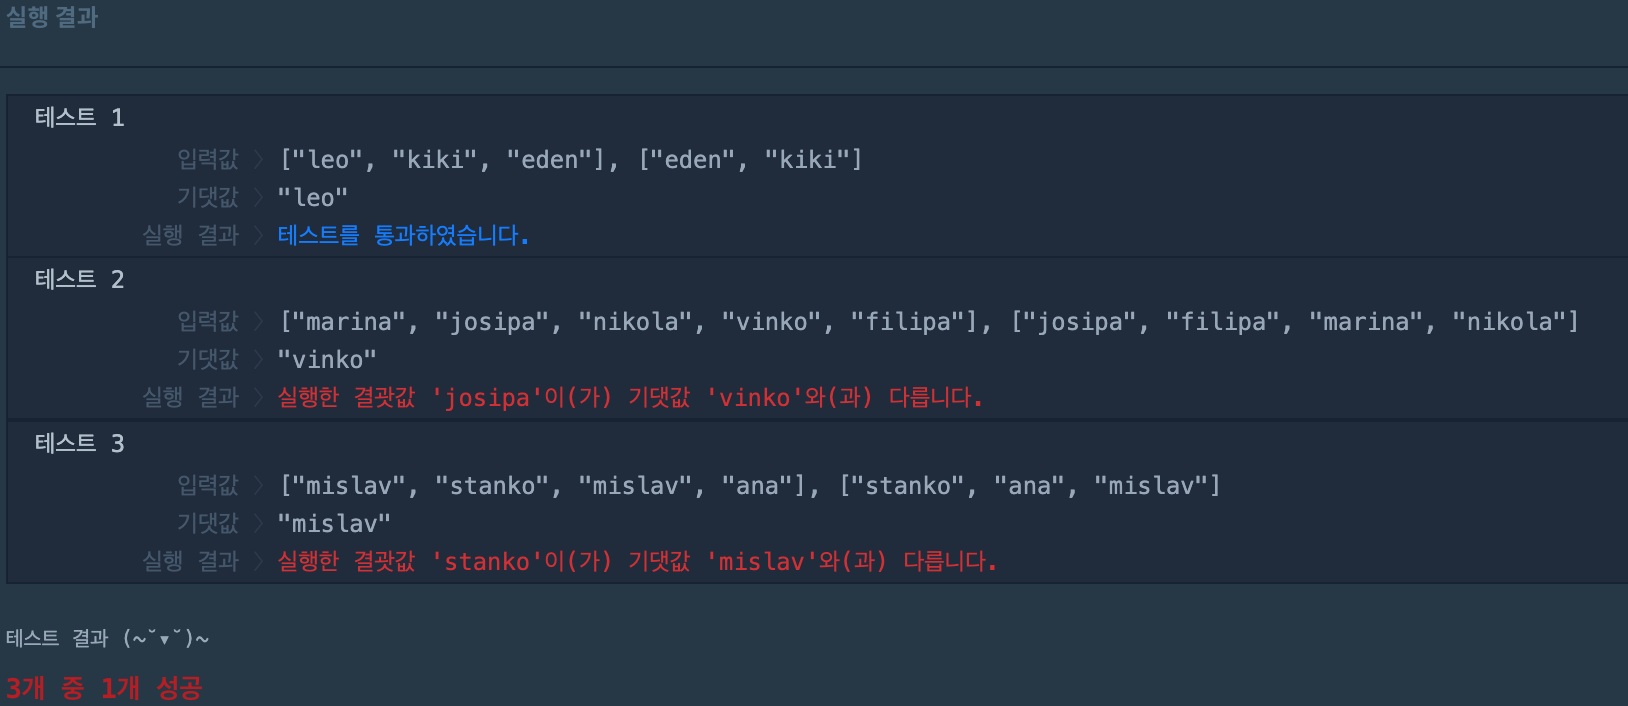 실행 결과
테스트 1
입력값 〉 ["leo", "kiki", "eden"], ["eden", "kiki"]
기댓값 〉 "leo"
실행 결과 〉 테스트를 통과하였습니다.
테스트 2
입력값 〉 ["marina", "josipa", "nikola", "vinko", "filipa"], ["josipa", "filipa", "marina", "nikola"]
기댓값 〉 "vinko"
실행 결과 〉 실행한 결괏값 'josipa'이(가) 기댓값 'vinko'와(과) 다릅니다.
테스트 3
입력값 〉 ["mislav", "stanko", "mislav", "ana"], ["stanko", "ana", "mislav"]
기댓값 〉 "mislav"
실행 결과 〉 실행한 결괏값 'stanko'이(가) 기댓값 'mislav'와(과) 다릅니다.
테스트 결과 (~˘▾˘)~
3개 중 1개 성공